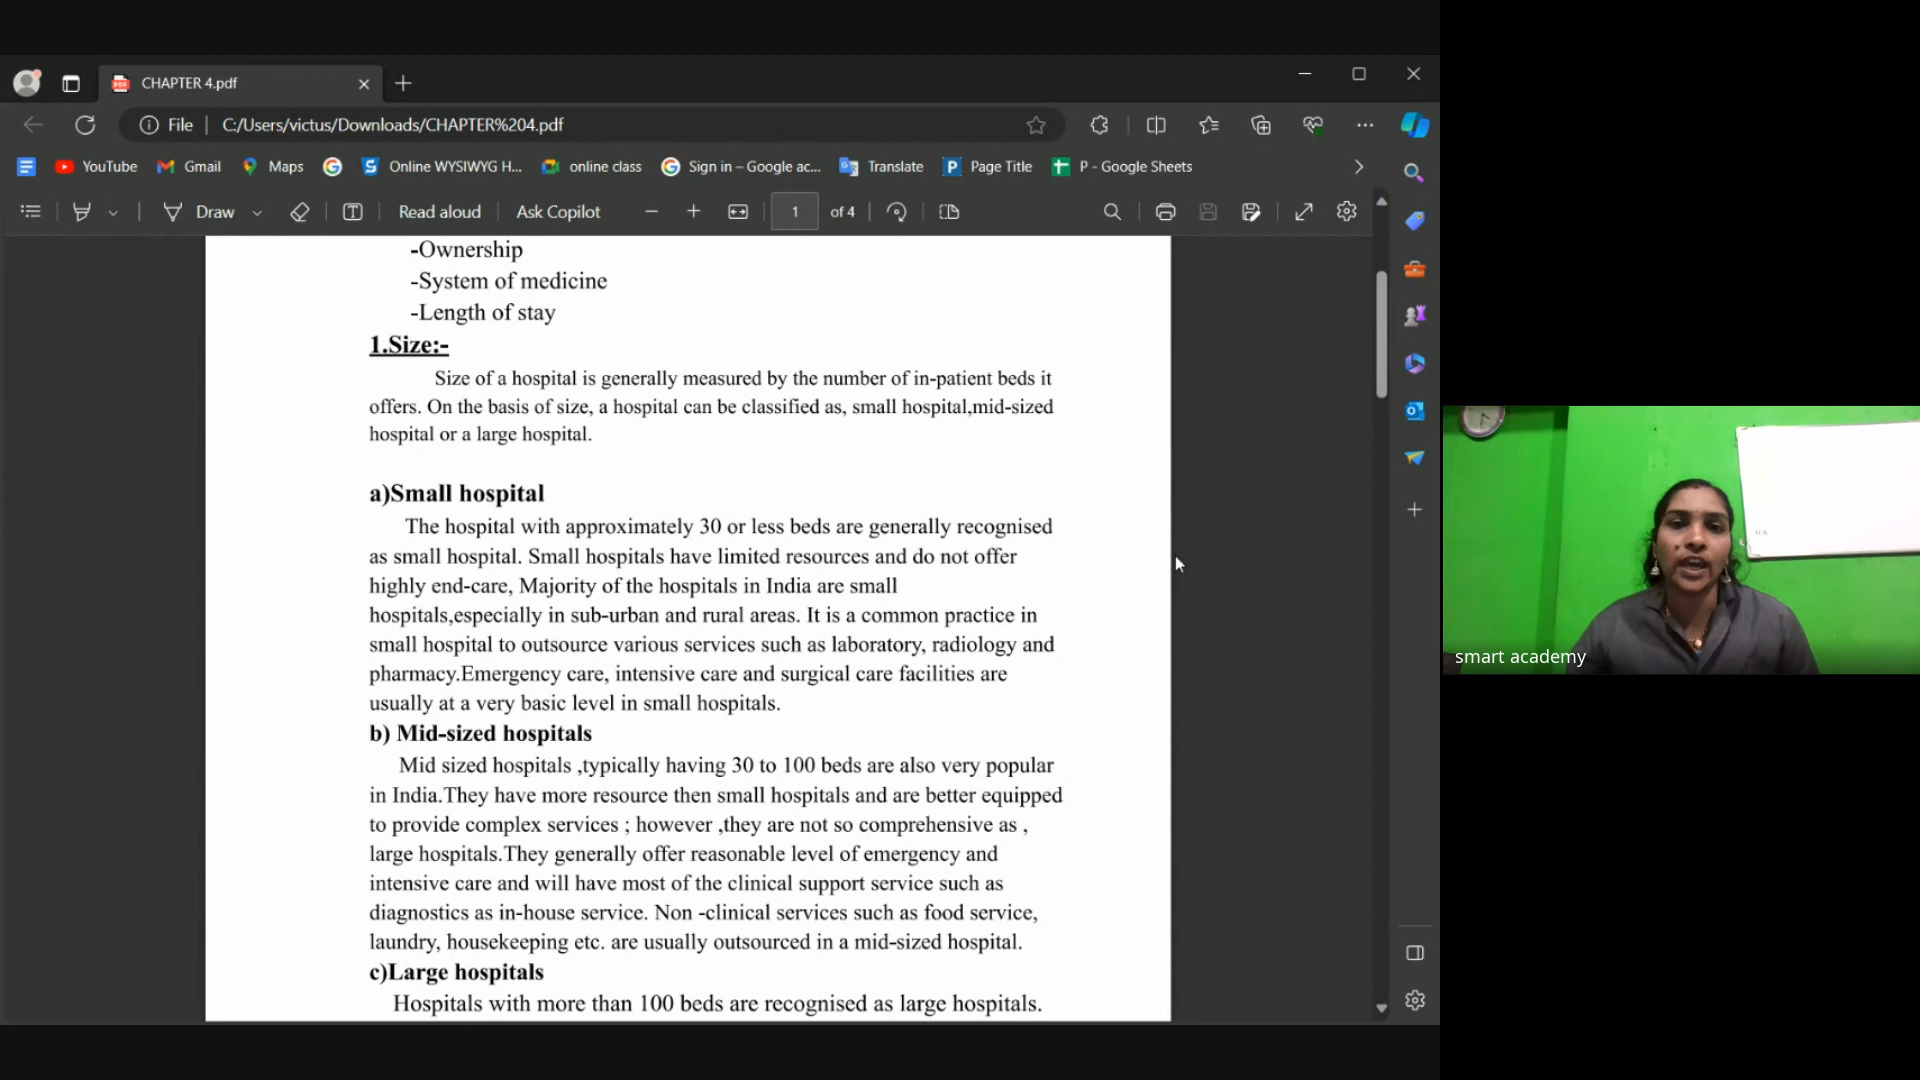 CHAPTER 4.pdf
File
C:/Users/victus/Downloads/CHAPTER%204.pdf
YouTube
Gmail
Maps
Online WYSIWYG H...
online class
Sign in – Google ac...
Translate
Page Title
P - Google Sheets
Draw
Read aloud
Ask Copilot
1
of 4
-Ownership
-System of medicine
-Length of stay
1.Size:-
Size of a hospital is generally measured by the number of in-patient beds it
offers. On the basis of size, a hospital can be classified as, small hospital,mid-sized
hospital or a large hospital.
a)Small hospital
The hospital with approximately 30 or less beds are generally recognised
as small hospital. Small hospitals have limited resources and do not offer
highly end-care, Majority of the hospitals in India are small
hospitals,especially in sub-urban and rural areas. It is a common practice in
small hospital to outsource various services such as laboratory, radiology and
pharmacy.Emergency care, intensive care and surgical care facilities are
usually at a very basic level in small hospitals.
b) Mid-sized hospitals
Mid sized hospitals ,typically having 30 to 100 beds are also very popular
in India.They have more resource then small hospitals and are better equipped
to provide complex services ; however ,they are not so comprehensive as ,
large hospitals.They generally offer reasonable level of emergency and
intensive care and will have most of the clinical support service such as
diagnostics as in-house service. Non -clinical services such as food service,
laundry, housekeeping etc. are usually outsourced in a mid-sized hospital.
c)Large hospitals
Hospitals with more than 100 beds are recognised as large hospitals.
smart academy